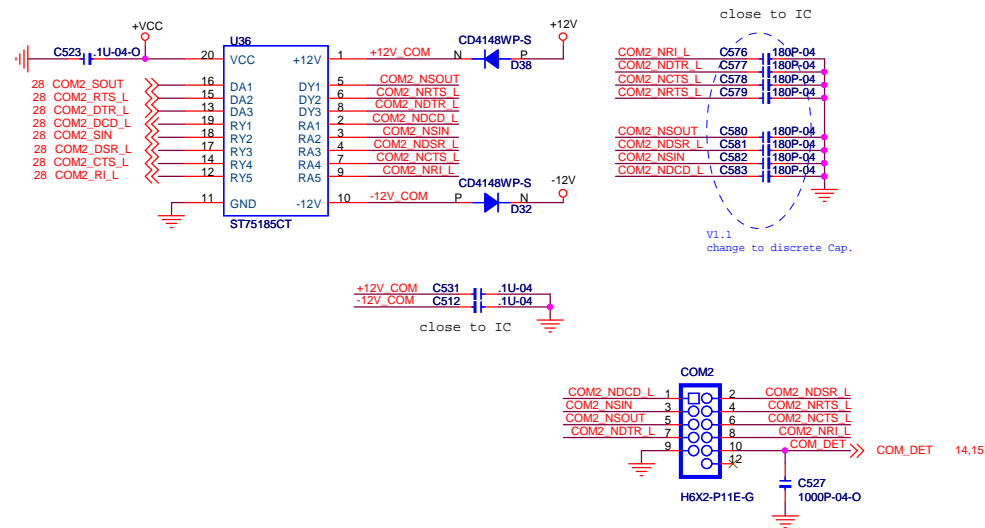 +VCC
C523 .1U-04-O
U36
20 VCC +12V 1 +12V_COM
CD4148WP-S
N P
D38
+12V
28 COM2_SOUT 16 DA1 DY1 5 COM2_NSOUT
28 COM2_RTS_L 15 DA2 DY2 6 COM2_NRTS_L
28 COM2_DTR_L 13 DA3 DY3 8 COM2_NDTR_L
28 COM2_DCD_L 19 RY1 RA1 2 COM2_NDCD_L
28 COM2_SIN 18 RY2 RA2 3 COM2_NSIN
28 COM2_DSR_L 17 RY3 RA3 4 COM2_NDSR_L
28 COM2_CTS_L 14 RY4 RA4 7 COM2_NCTS_L
28 COM2_RI_L 12 RY5 RA5 9 COM2_NRI_L
11 GND -12V 10 -12V_COM
CD4148WP-S
P N
D32
-12V
ST75185CT
close to IC
COM2_NRI_L C576 180P-04
COM2_NDTR_L C577 180P-04
COM2_NCTS_L C578 180P-04
COM2_NRTS_L C579 180P-04
COM2_NSOUT C580 180P-04
COM2_NDSR_L C581 180P-04
COM2_NSIN C582 180P-04
COM2_NDCD_L C583 180P-04
V1.1
change to discrete Cap.
+12V_COM C531 .1U-04
-12V_COM C512 .1U-04
close to IC
COM2
COM2_NDCD_L 1 2 COM2_NDSR_L
COM2_NSIN 3 4 COM2_NRTS_L
COM2_NSOUT 5 6 COM2_NCTS_L
COM2_NDTR_L 7 8 COM2_NRI_L
9 10 COM_DET COM_DET 14,15
12
H6X2-P11E-G
C527
1000P-04-O